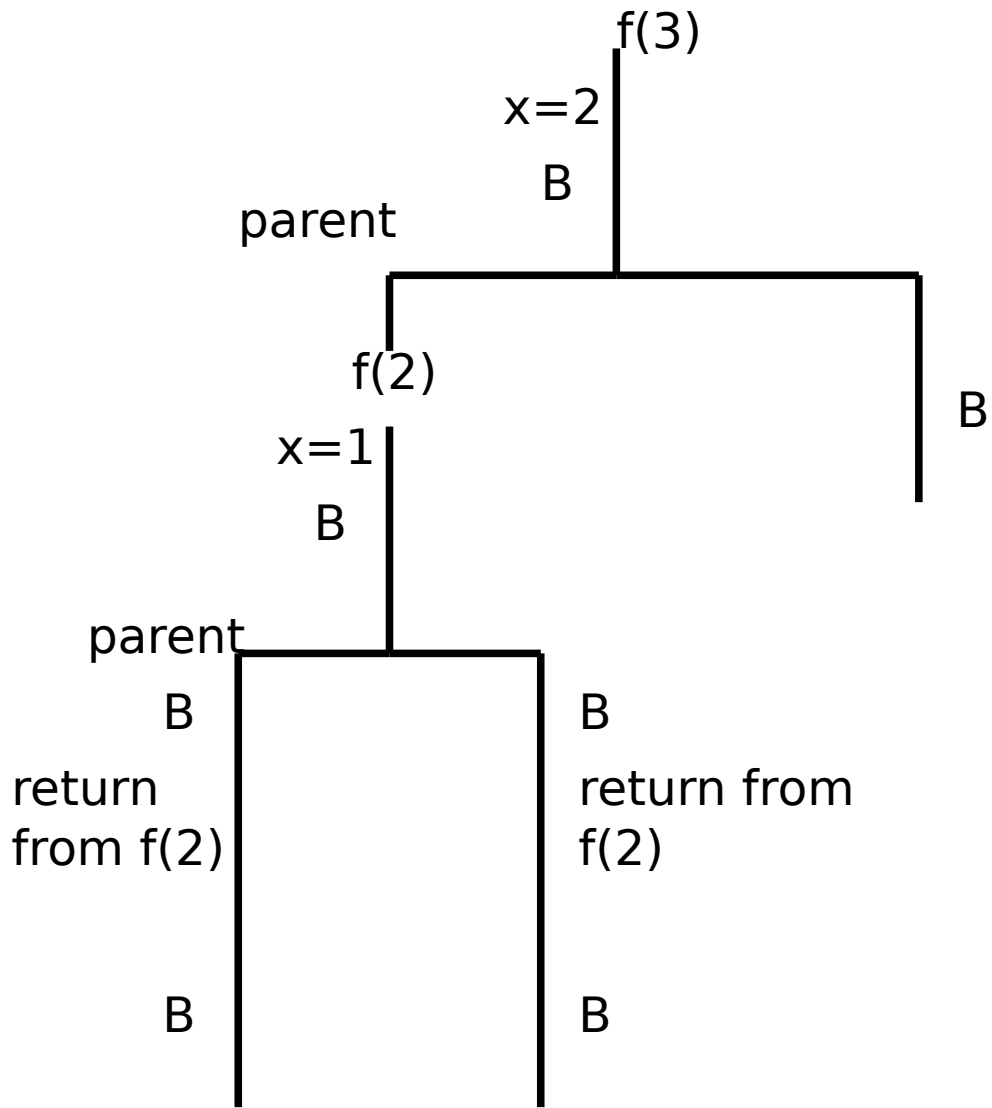 f(3)
x=2
B
parent
f(2)
B
x=1
B
parent
B
B
return
from f(2)
return from
f(2)
B
B